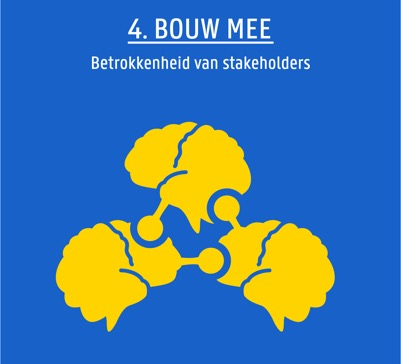 4. BOUW MEE
Betrokkenheid van stakeholders